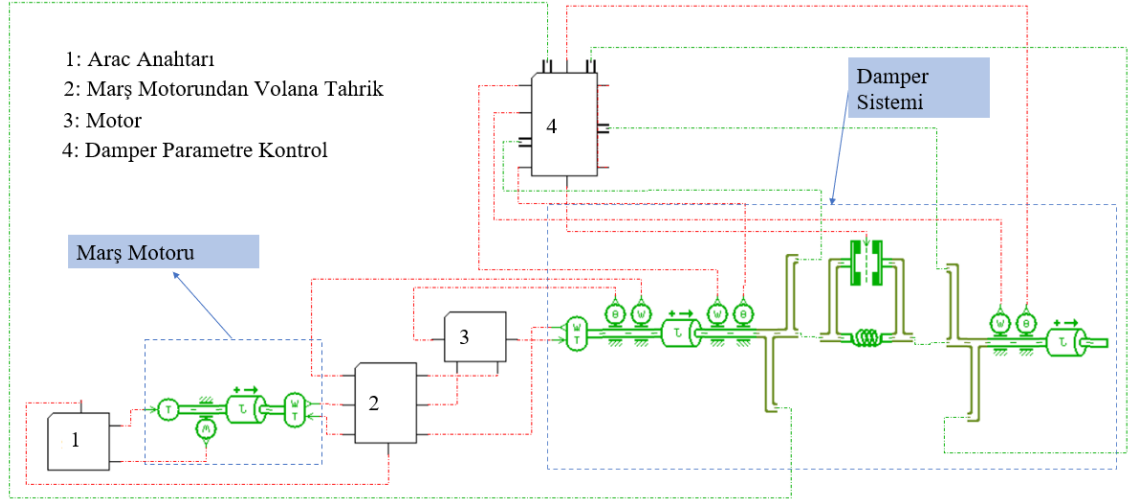 1: Arac Anahtarı
2: Marş Motorundan Volana Tahrik
3: Motor
4: Damper Parametre Kontrol
Damper
Sistemi
4
Marş Motoru
θ
W
W
θ
W
θ
3
W
T
τ
τ
2
T
τ
W
T
1